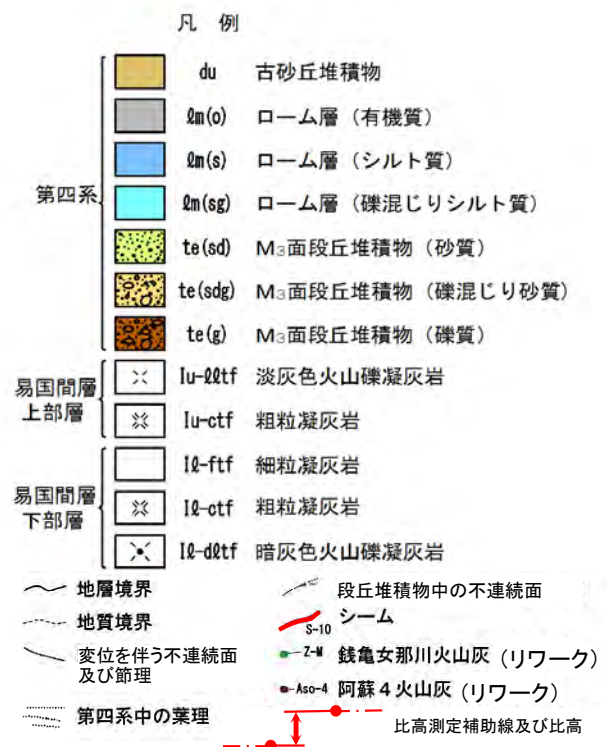 凡 例
第四系
du 古砂丘堆積物
ℓm(o) ローム層（有機質）
ℓm(s) ローム層（シルト質）
ℓm(sg) ローム層（礫混じりシルト質）
te(sd) M₃面段丘堆積物（砂質）
te(sdg) M₃面段丘堆積物（礫混じり砂質）
te(g) M₃面段丘堆積物（礫質）
易国間層
上部層
Iu-ℓℓtf 淡灰色火山礫凝灰岩
Iu-ctf 粗粒凝灰岩
易国間層
下部層
Iℓ-ftf 細粒凝灰岩
Iℓ-ctf 粗粒凝灰岩
Iℓ-dℓtf 暗灰色火山礫凝灰岩
地層境界
地質境界
変位を伴う不連続面
及び節理
第四系中の葉理
段丘堆積物中の不連続面
S-10 シーム
Z-M 銭亀女那川火山灰（リワーク）
Aso-4 阿蘇４火山灰（リワーク）
比高測定補助線及び比高